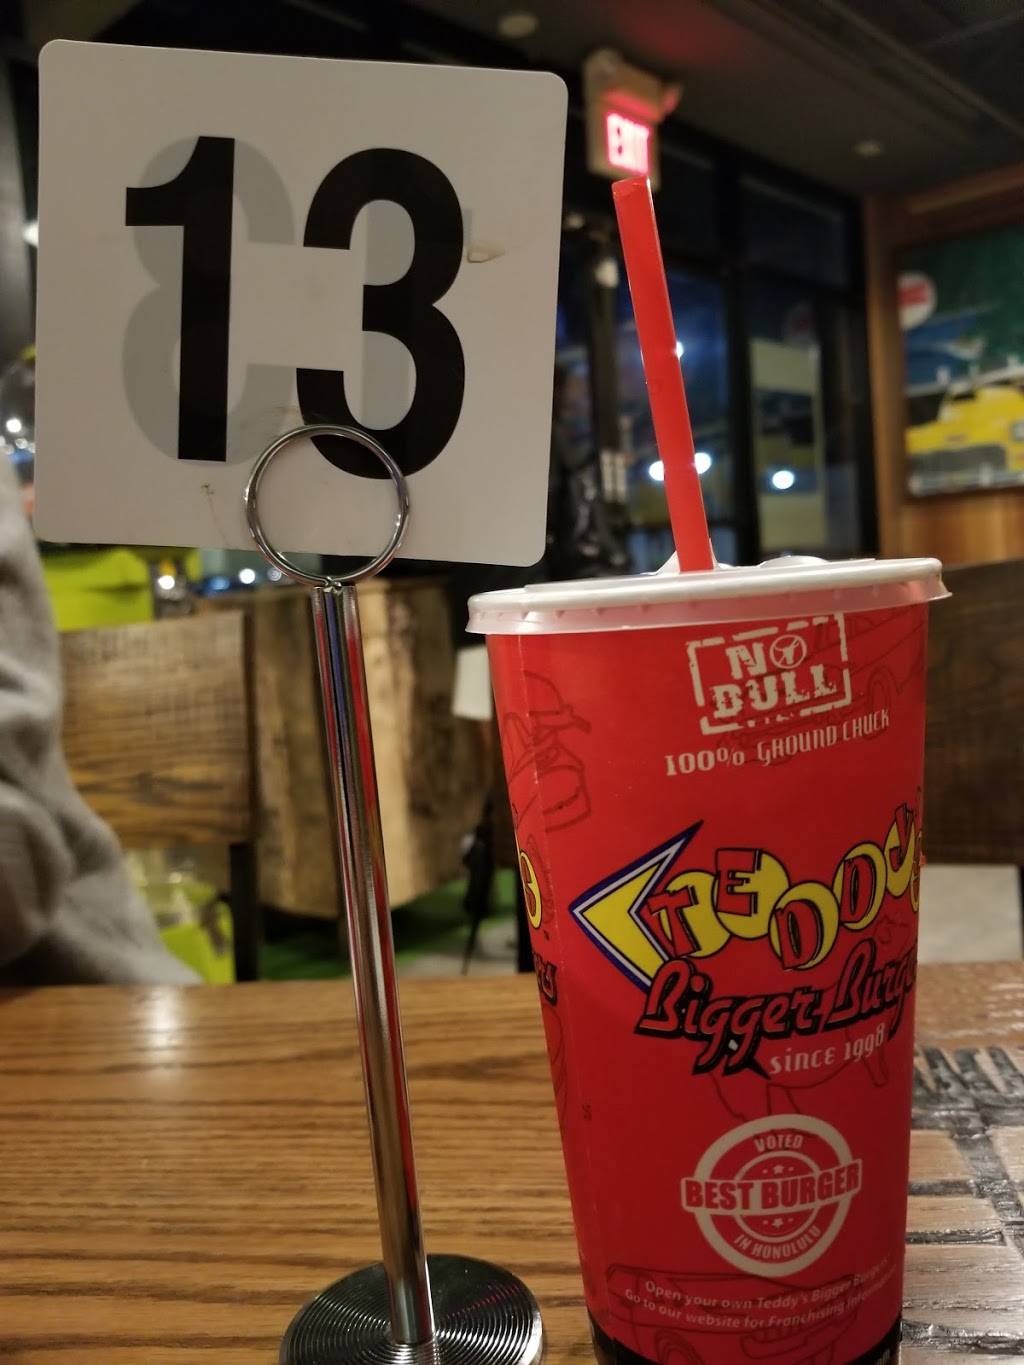 13
EXIT
NO
BULL
100% GROUND CHUCK
TEDDY'S
Bigger Burge
since 1998
VOTED
BEST BURGER
IN HONOLULU
Open your own Teddy's Bigger Burgers
Go to our website for Franchising Information